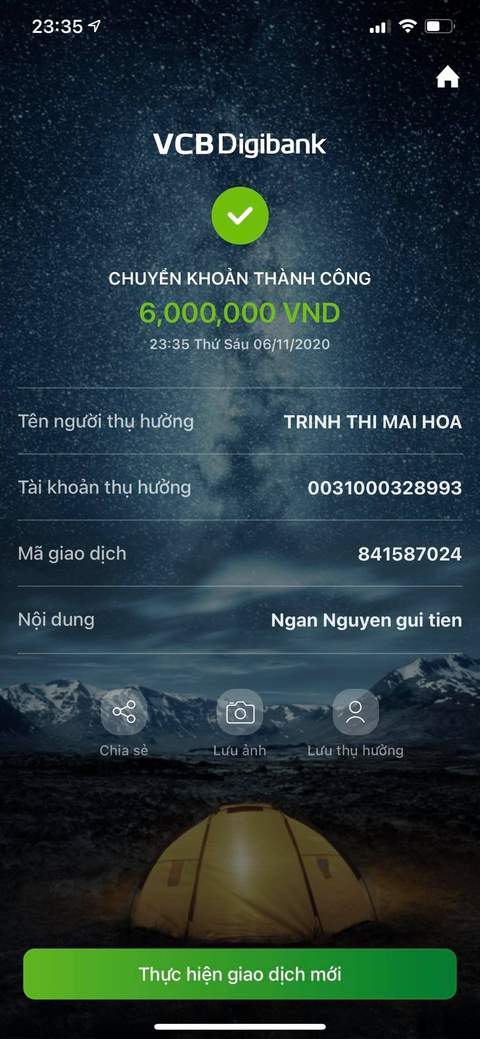 23:35
VCB Digibank
CHUYỂN KHOẢN THÀNH CÔNG
6,000,000 VND
23:35 Thứ Sáu 06/11/2020
Tên người thụ hưởng TRINH THI MAI HOA
Tài khoản thụ hưởng 0031000328993
Mã giao dịch 841587024
Nội dung Ngan Nguyen gui tien
Chia sẻ Lưu ảnh Lưu thụ hưởng
Thực hiện giao dịch mới